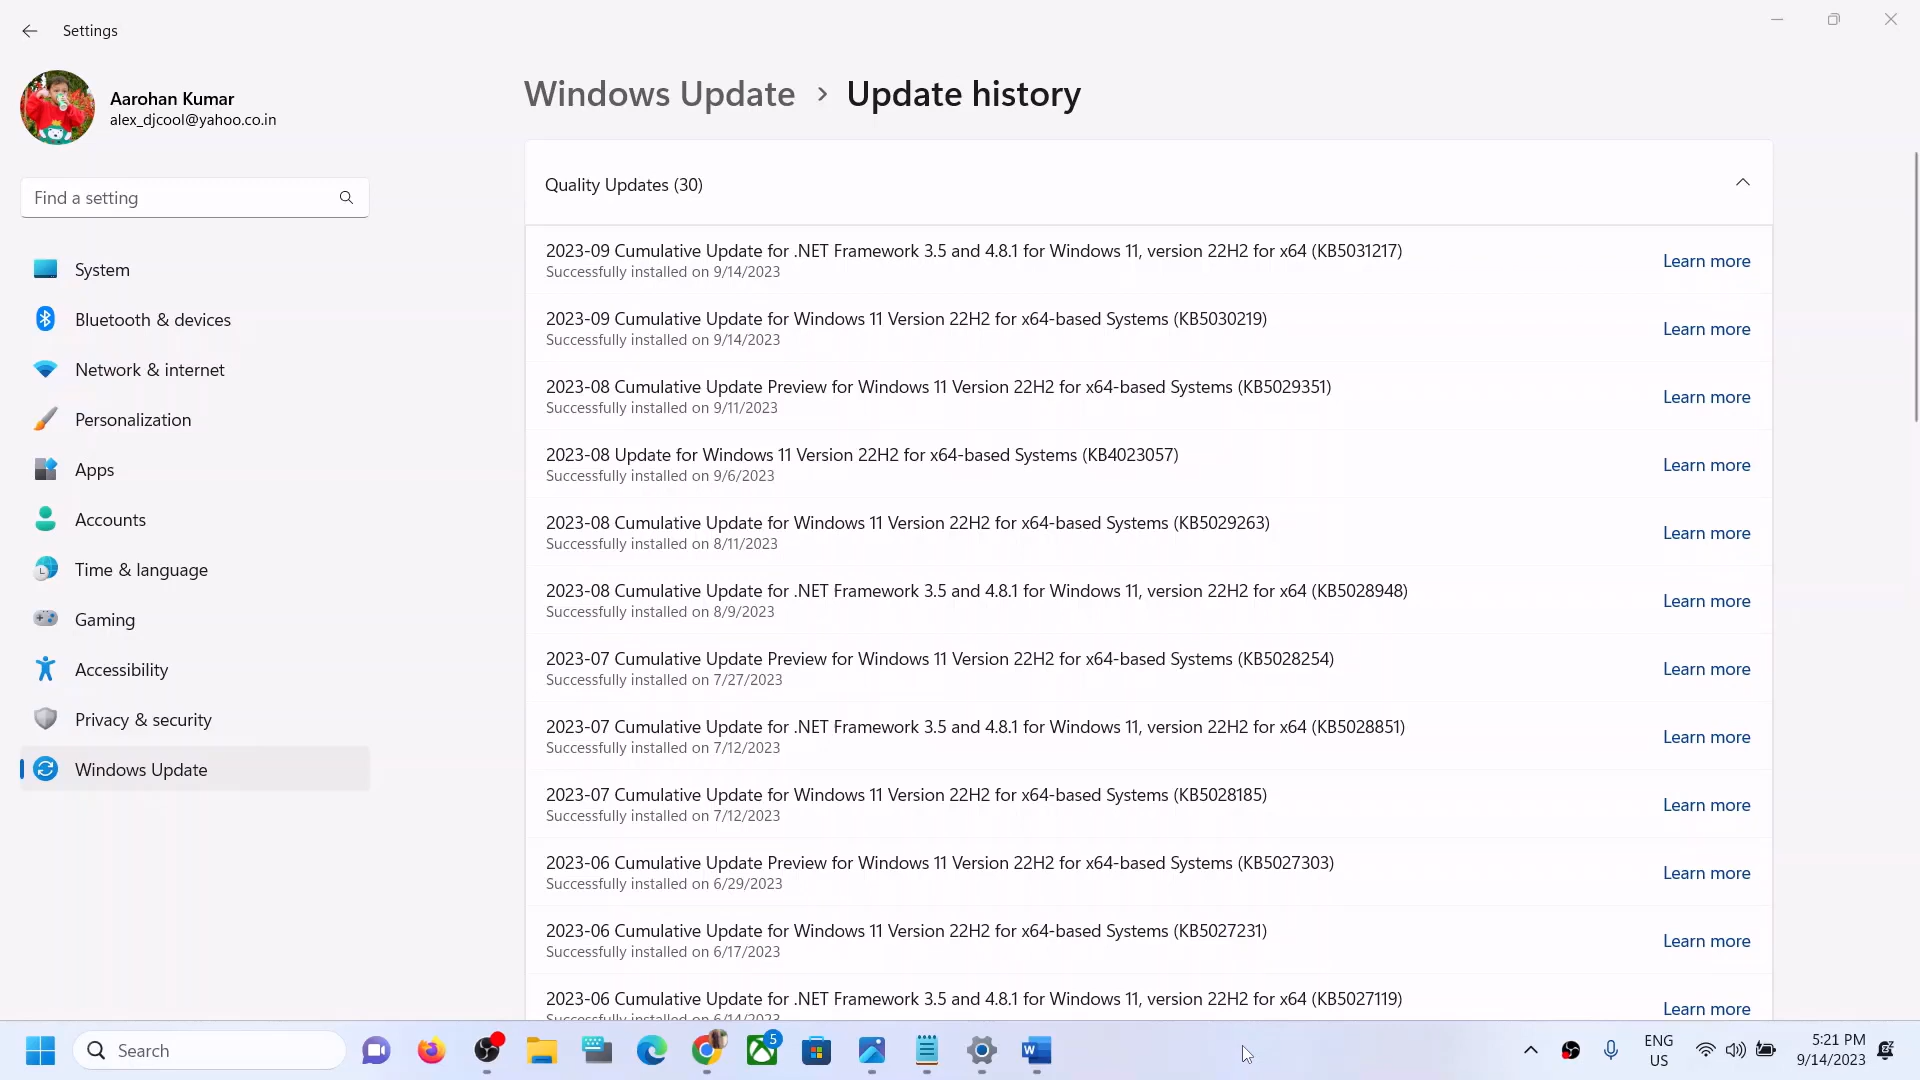 Settings
Aarohan Kumar
alex_djcool@yahoo.co.in
Find a setting
System
Bluetooth & devices
Network & internet
Personalization
Apps
Accounts
Time & language
Gaming
Accessibility
Privacy & security
Windows Update
Windows Update > Update history
Quality Updates (30)
2023-09 Cumulative Update for .NET Framework 3.5 and 4.8.1 for Windows 11, version 22H2 for x64 (KB5031217)
Successfully installed on 9/14/2023
Learn more
2023-09 Cumulative Update for Windows 11 Version 22H2 for x64-based Systems (KB5030219)
Successfully installed on 9/14/2023
Learn more
2023-08 Cumulative Update Preview for Windows 11 Version 22H2 for x64-based Systems (KB5029351)
Successfully installed on 9/11/2023
Learn more
2023-08 Update for Windows 11 Version 22H2 for x64-based Systems (KB4023057)
Successfully installed on 9/6/2023
Learn more
2023-08 Cumulative Update for Windows 11 Version 22H2 for x64-based Systems (KB5029263)
Successfully installed on 8/11/2023
Learn more
2023-08 Cumulative Update for .NET Framework 3.5 and 4.8.1 for Windows 11, version 22H2 for x64 (KB5028948)
Successfully installed on 8/9/2023
Learn more
2023-07 Cumulative Update Preview for Windows 11 Version 22H2 for x64-based Systems (KB5028254)
Successfully installed on 7/27/2023
Learn more
2023-07 Cumulative Update for .NET Framework 3.5 and 4.8.1 for Windows 11, version 22H2 for x64 (KB5028851)
Successfully installed on 7/12/2023
Learn more
2023-07 Cumulative Update for Windows 11 Version 22H2 for x64-based Systems (KB5028185)
Successfully installed on 7/12/2023
Learn more
2023-06 Cumulative Update Preview for Windows 11 Version 22H2 for x64-based Systems (KB5027303)
Successfully installed on 6/29/2023
Learn more
2023-06 Cumulative Update for Windows 11 Version 22H2 for x64-based Systems (KB5027231)
Successfully installed on 6/17/2023
Learn more
2023-06 Cumulative Update for .NET Framework 3.5 and 4.8.1 for Windows 11, version 22H2 for x64 (KB5027119)
Successfully installed on 6/14/2023
Learn more
Search
5
W
ENG
US
5:21 PM
9/14/2023